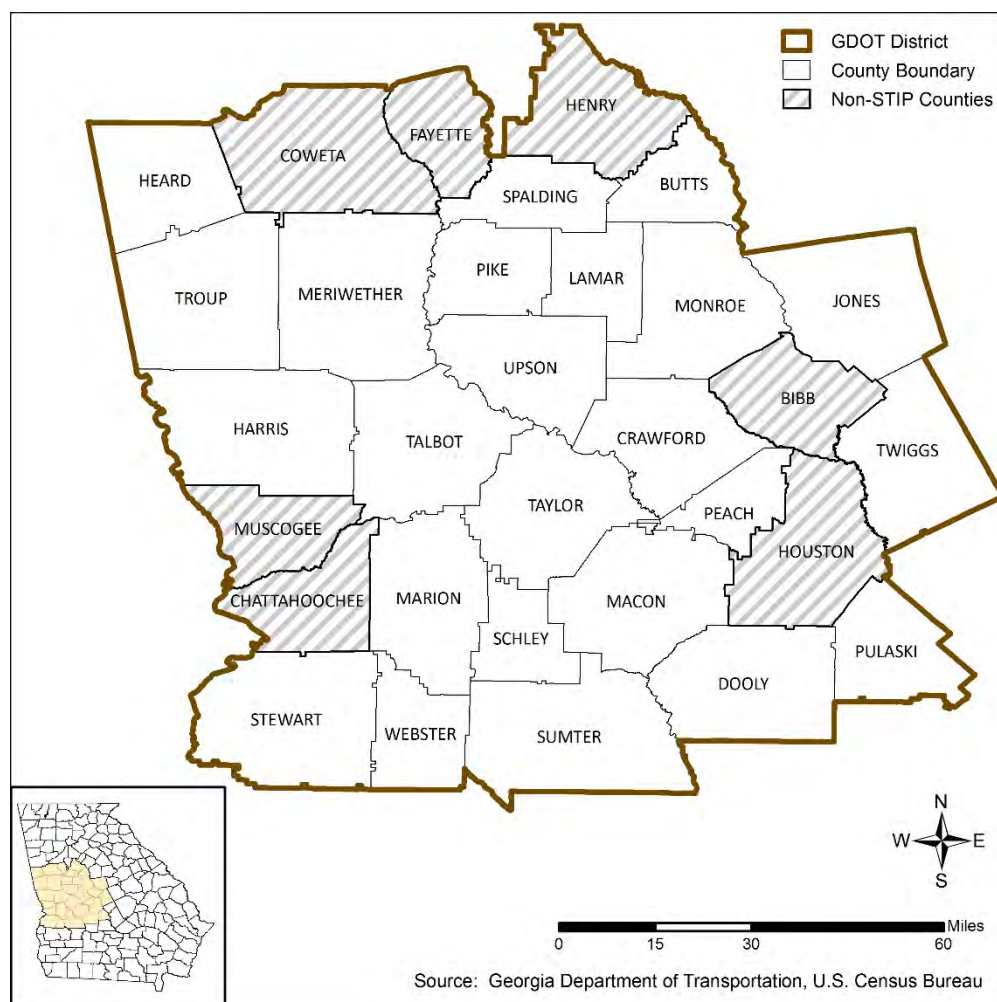 GDOT District
County Boundary
Non-STIP Counties
HENRY
FAYETTE
COWETA
HEARD
SPALDING
BUTTS
PIKE
LAMAR
MERIWETHER
TROUP
MONROE
JONES
UPSON
BIBB
HARRIS
TALBOT
CRAWFORD
TWIGGS
TAYLOR
PEACH
MUSCOGEE
HOUSTON
CHATTAHOOCHEE
MARION
MACON
SCHLEY
PULASKI
DOOLY
STEWART
WEBSTER
SUMTER
N
W E
S
Miles
0 15 30 60
Source: Georgia Department of Transportation, U.S. Census Bureau